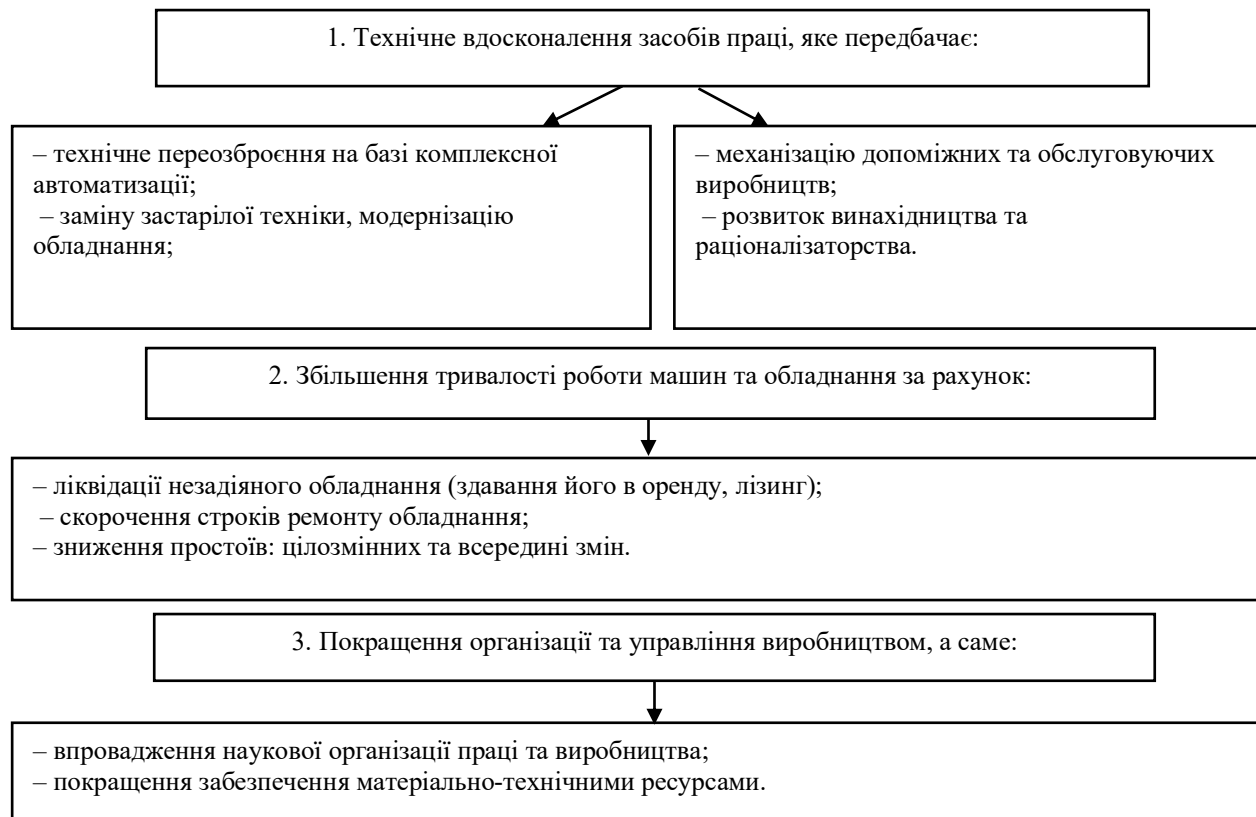 1. Технічне вдосконалення засобів праці, яке передбачає:
– технічне переозброєння на базі комплексної
автоматизації;
– заміну застарілої техніки, модернізацію
обладнання;
– механізацію допоміжних та обслуговуючих
виробництв;
– розвиток винахідництва та
раціоналізаторства.
2. Збільшення тривалості роботи машин та обладнання за рахунок:
– ліквідації незадіяного обладнання (здавання його в оренду, лізинг);
– скорочення строків ремонту обладнання;
– зниження простоїв: цілозмінних та всередині змін.
3. Покращення організації та управління виробництвом, а саме:
– впровадження наукової організації праці та виробництва;
– покращення забезпечення матеріально-технічними ресурсами.